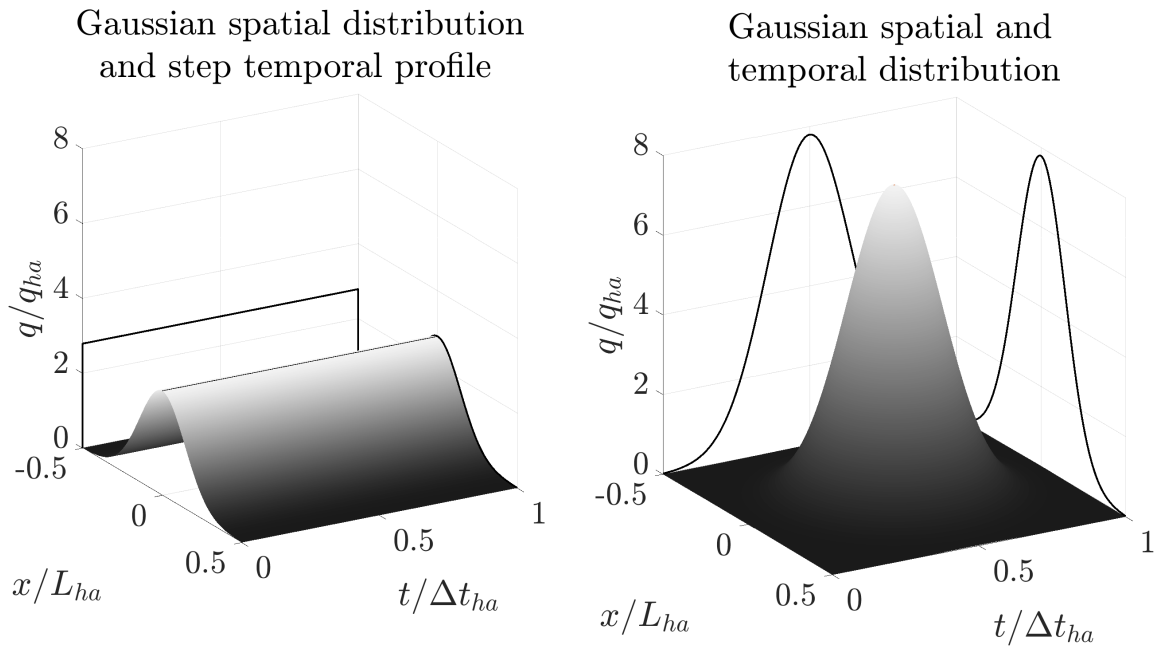 Gaussian spatial distribution
and step temporal profile
8
6
4
2
0
q/q_{ha}
-0.5
0
0.5
x/L_{ha}
0
0.5
1
t/Δt_{ha}
Gaussian spatial and
temporal distribution
8
6
4
2
0
q/q_{ha}
-0.5
0
0.5
x/L_{ha}
0
0.5
1
t/Δt_{ha}